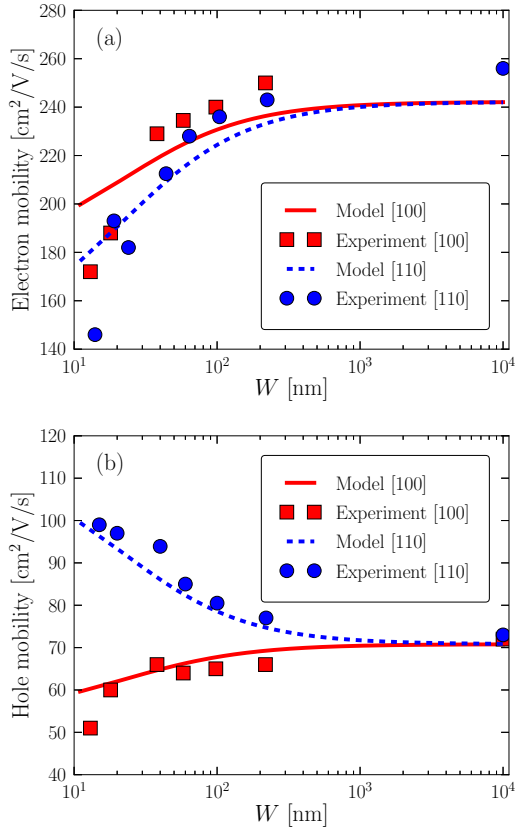 (a)
Electron mobility [cm²/V/s]
280
260
240
220
200
180
160
140
Model [100]
Experiment [100]
Model [110]
Experiment [110]
10¹ 10² 10³ 10⁴
W [nm]
(b)
Hole mobility [cm²/V/s]
120
110
100
90
80
70
60
50
40
Model [100]
Experiment [100]
Model [110]
Experiment [110]
10¹ 10² 10³ 10⁴
W [nm]